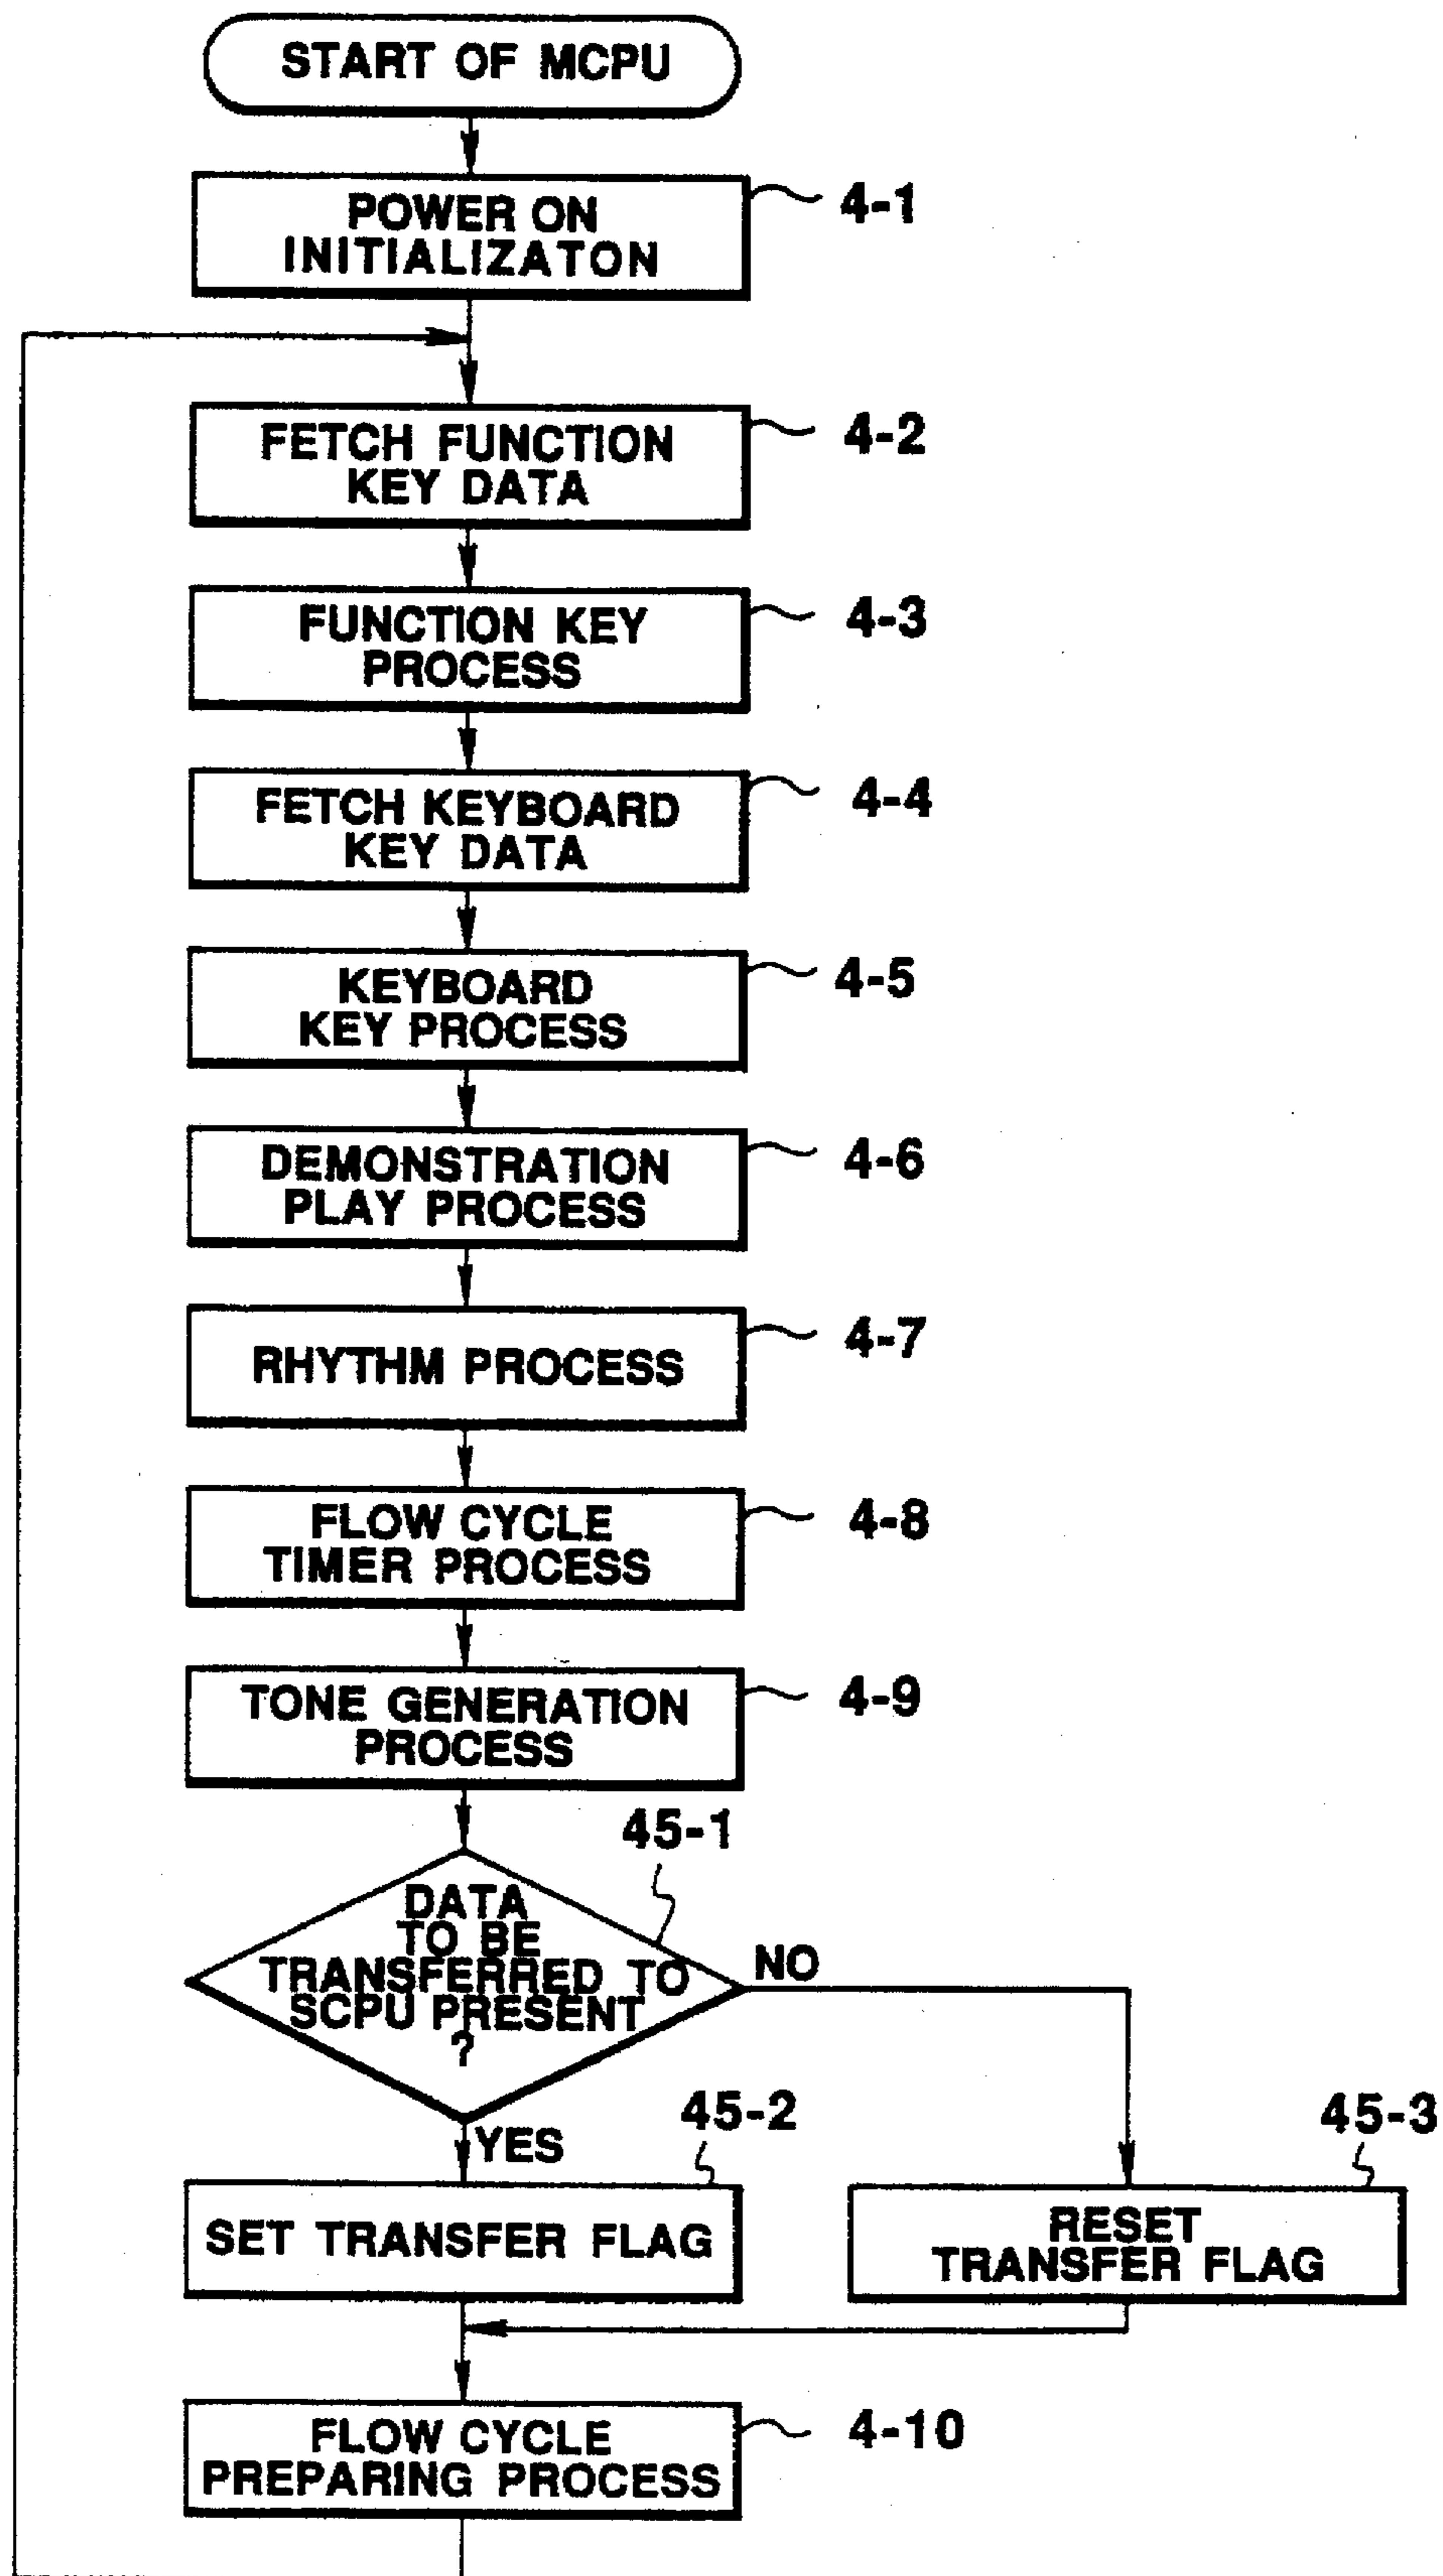 START OF MCPU
POWER ON
INITIALIZATON
4-1
FETCH FUNCTION
KEY DATA
4-2
FUNCTION KEY
PROCESS
4-3
FETCH KEYBOARD
KEY DATA
4-4
KEYBOARD
KEY PROCESS
4-5
DEMONSTRATION
PLAY PROCESS
4-6
RHYTHM PROCESS
4-7
FLOW CYCLE
TIMER PROCESS
4-8
TONE GENERATION
PROCESS
4-9
45-1
DATA
TO BE
TRANSFERRED TO
SCPU PRESENT
?
NO
YES
45-2
SET TRANSFER FLAG
45-3
RESET
TRANSFER FLAG
FLOW CYCLE
PREPARING PROCESS
4-10